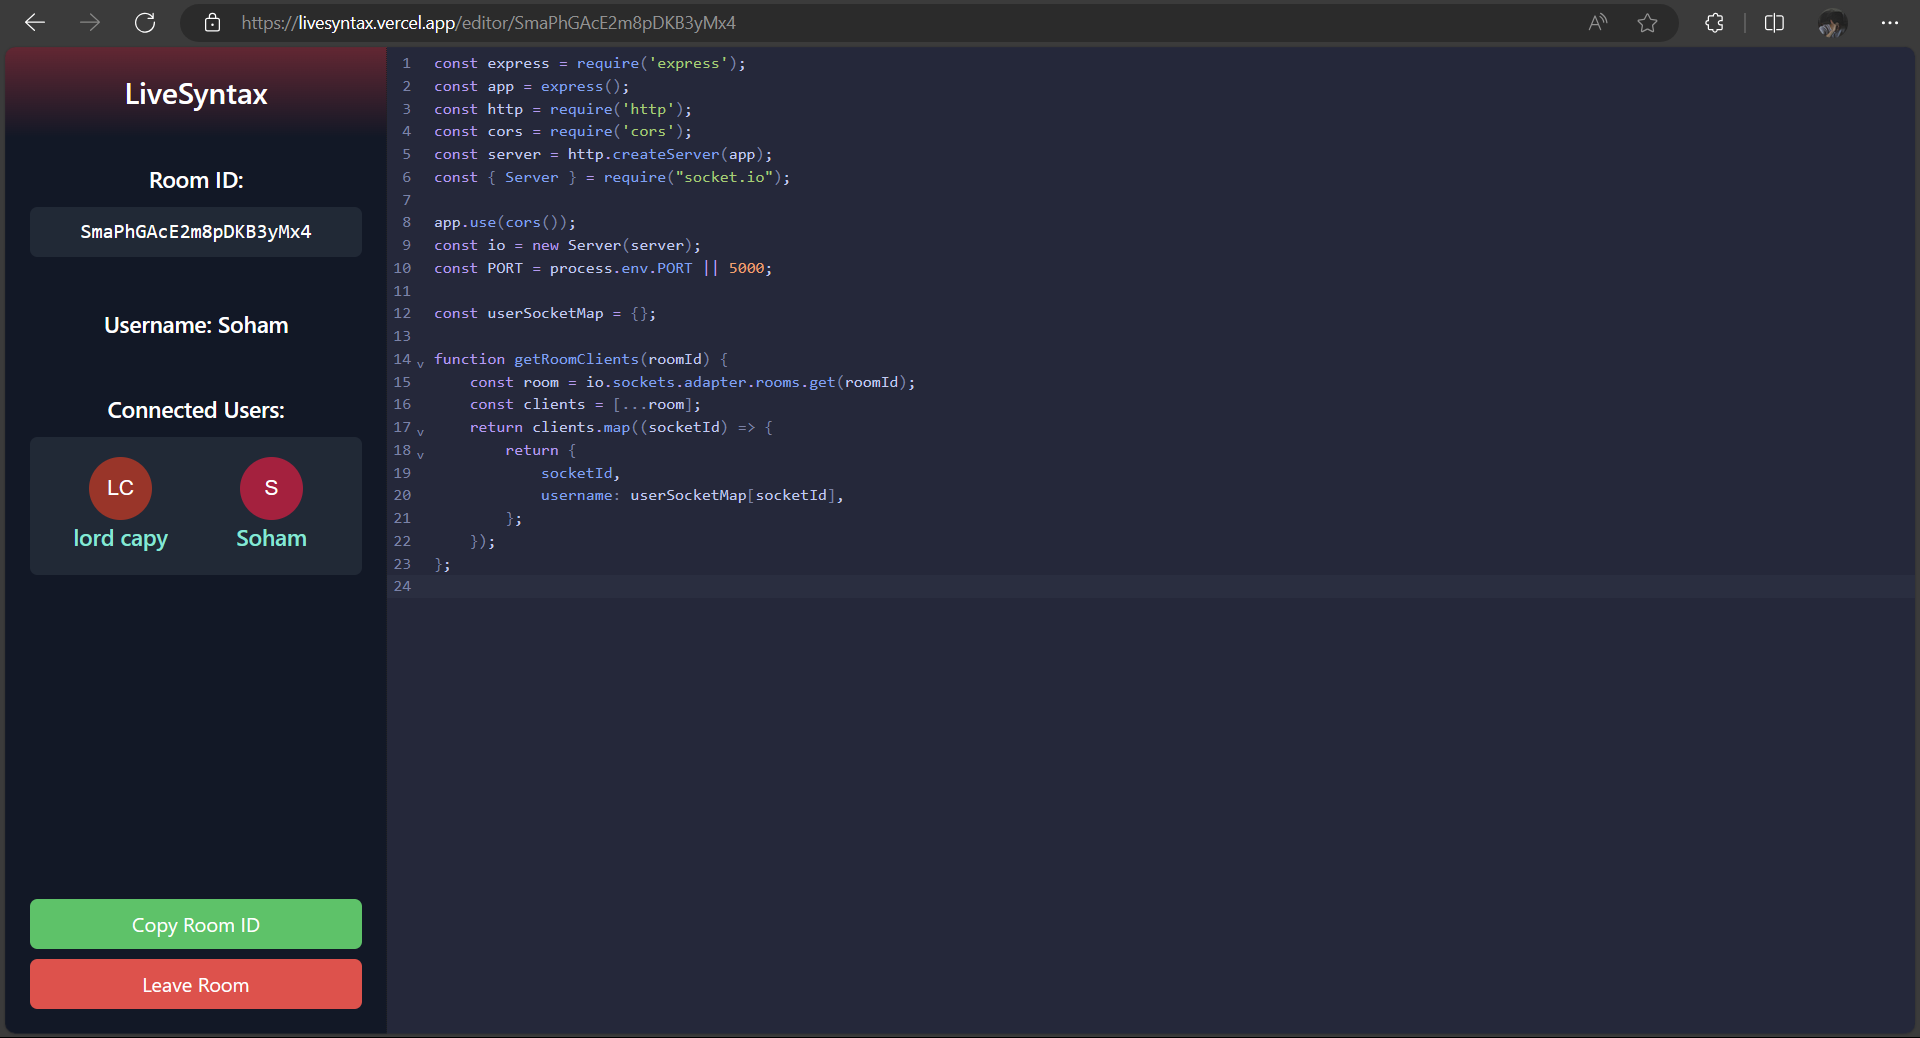 https://livesyntax.vercel.app/editor/SmaPhGAcE2m8pDKB3yMx4
LiveSyntax
Room ID:
SmaPhGAcE2m8pDKB3yMx4
Username: Soham
Connected Users:
LC
S
lord capy
Soham
Copy Room ID
Leave Room
1 const express = require('express');
2 const app = express();
3 const http = require('http');
4 const cors = require('cors');
5 const server = http.createServer(app);
6 const { Server } = require("socket.io");
7
8 app.use(cors());
9 const io = new Server(server);
10 const PORT = process.env.PORT || 5000;
11
12 const userSocketMap = {};
13
14 function getRoomClients(roomId) {
15     const room = io.sockets.adapter.rooms.get(roomId);
16     const clients = [...room];
17     return clients.map((socketId) => {
18         return {
19             socketId,
20             username: userSocketMap[socketId],
21         };
22     });
23 };
24